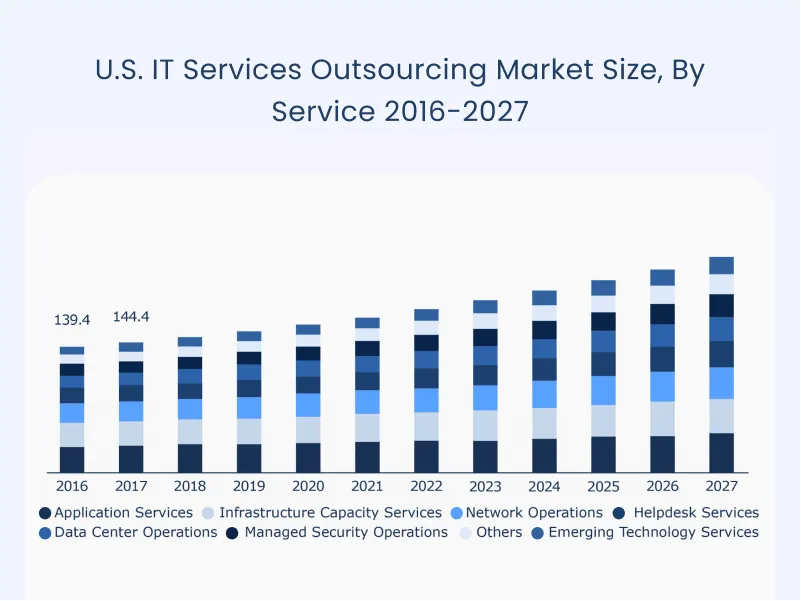 U.S. IT Services Outsourcing Market Size, By
Service 2016-2027
139.4 144.4
2016 2017 2018 2019 2020 2021 2022 2023 2024 2025 2026 2027
Application Services Infrastructure Capacity Services Network Operations Helpdesk Services
Data Center Operations Managed Security Operations Others Emerging Technology Services